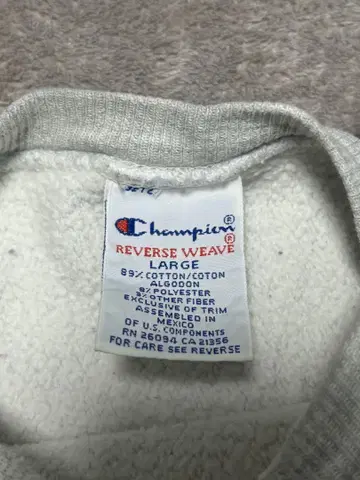 Champion®
REVERSE WEAVE®
LARGE
89% COTTON/COTON
ALGODON
8% POLYESTER
3% OTHER FIBER
EXCLUSIVE OF TRIM
ASSEMBLED IN
MEXICO
OF U.S. COMPONENTS
RN 26094 CA 21356
FOR CARE SEE REVERSE